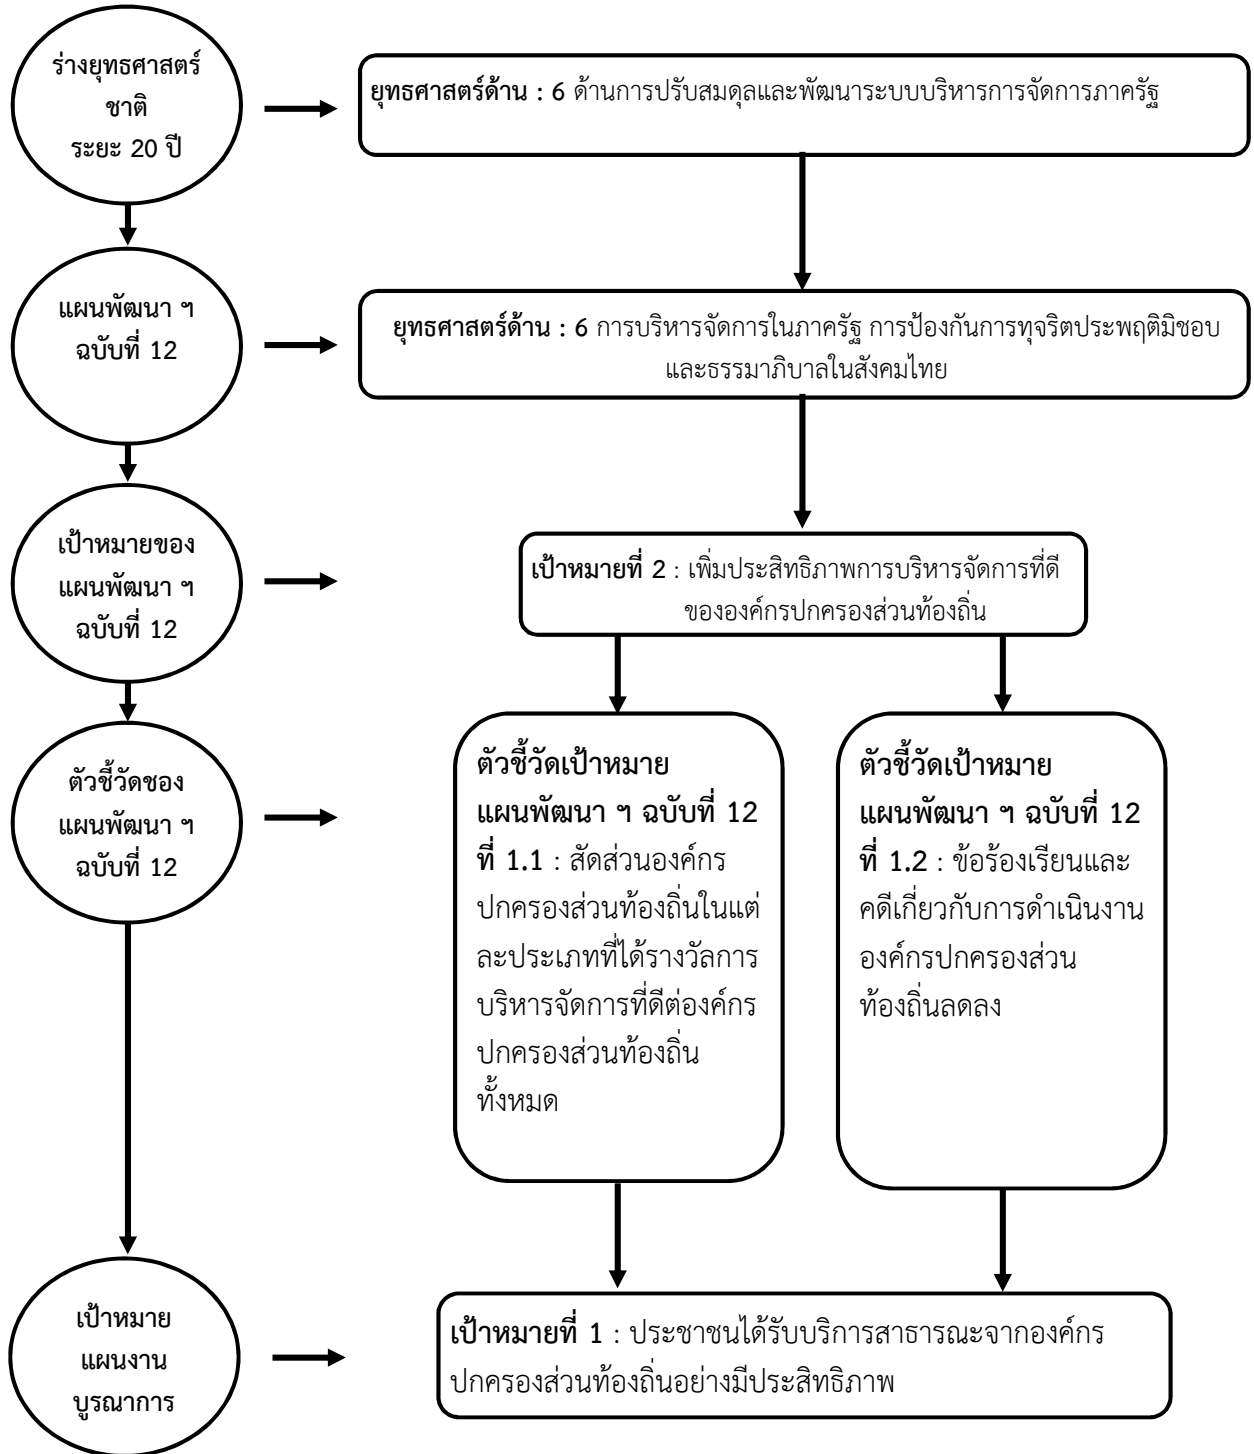 ร่างยุทธศาสตร์
ชาติ
ระยะ 20 ปี
ยุทธศาสตร์ด้าน : 6 ด้านการปรับสมดุลและพัฒนาระบบบริหารการจัดการภาครัฐ
แผนพัฒนา ฯ
ฉบับที่ 12
ยุทธศาสตร์ด้าน : 6 การบริหารจัดการในภาครัฐ การป้องกันการทุจริตประพฤติมิชอบ
และธรรมาภิบาลในสังคมไทย
เป้าหมายของ
แผนพัฒนา ฯ
ฉบับที่ 12
เป้าหมายที่ 2 : เพิ่มประสิทธิภาพการบริหารจัดการที่ดี
ขององค์กรปกครองส่วนท้องถิ่น
ตัวชี้วัดชอง
แผนพัฒนา ฯ
ฉบับที่ 12
ตัวชี้วัดเป้าหมาย
แผนพัฒนา ฯ ฉบับที่ 12
ที่ 1.1 : สัดส่วนองค์กร
ปกครองส่วนท้องถิ่นในแต่
ละประเภทที่ได้รางวัลการ
บริหารจัดการที่ดีต่องค์กร
ปกครองส่วนท้องถิ่น
ทั้งหมด
ตัวชี้วัดเป้าหมาย
แผนพัฒนา ฯ ฉบับที่ 12
ที่ 1.2 : ข้อร้องเรียนและ
คดีเกี่ยวกับการดำเนินงาน
องค์กรปกครองส่วน
ท้องถิ่นลดลง
เป้าหมาย
แผนงาน
บูรณาการ
เป้าหมายที่ 1 : ประชาชนได้รับบริการสาธารณะจากองค์กร
ปกครองส่วนท้องถิ่นอย่างมีประสิทธิภาพ